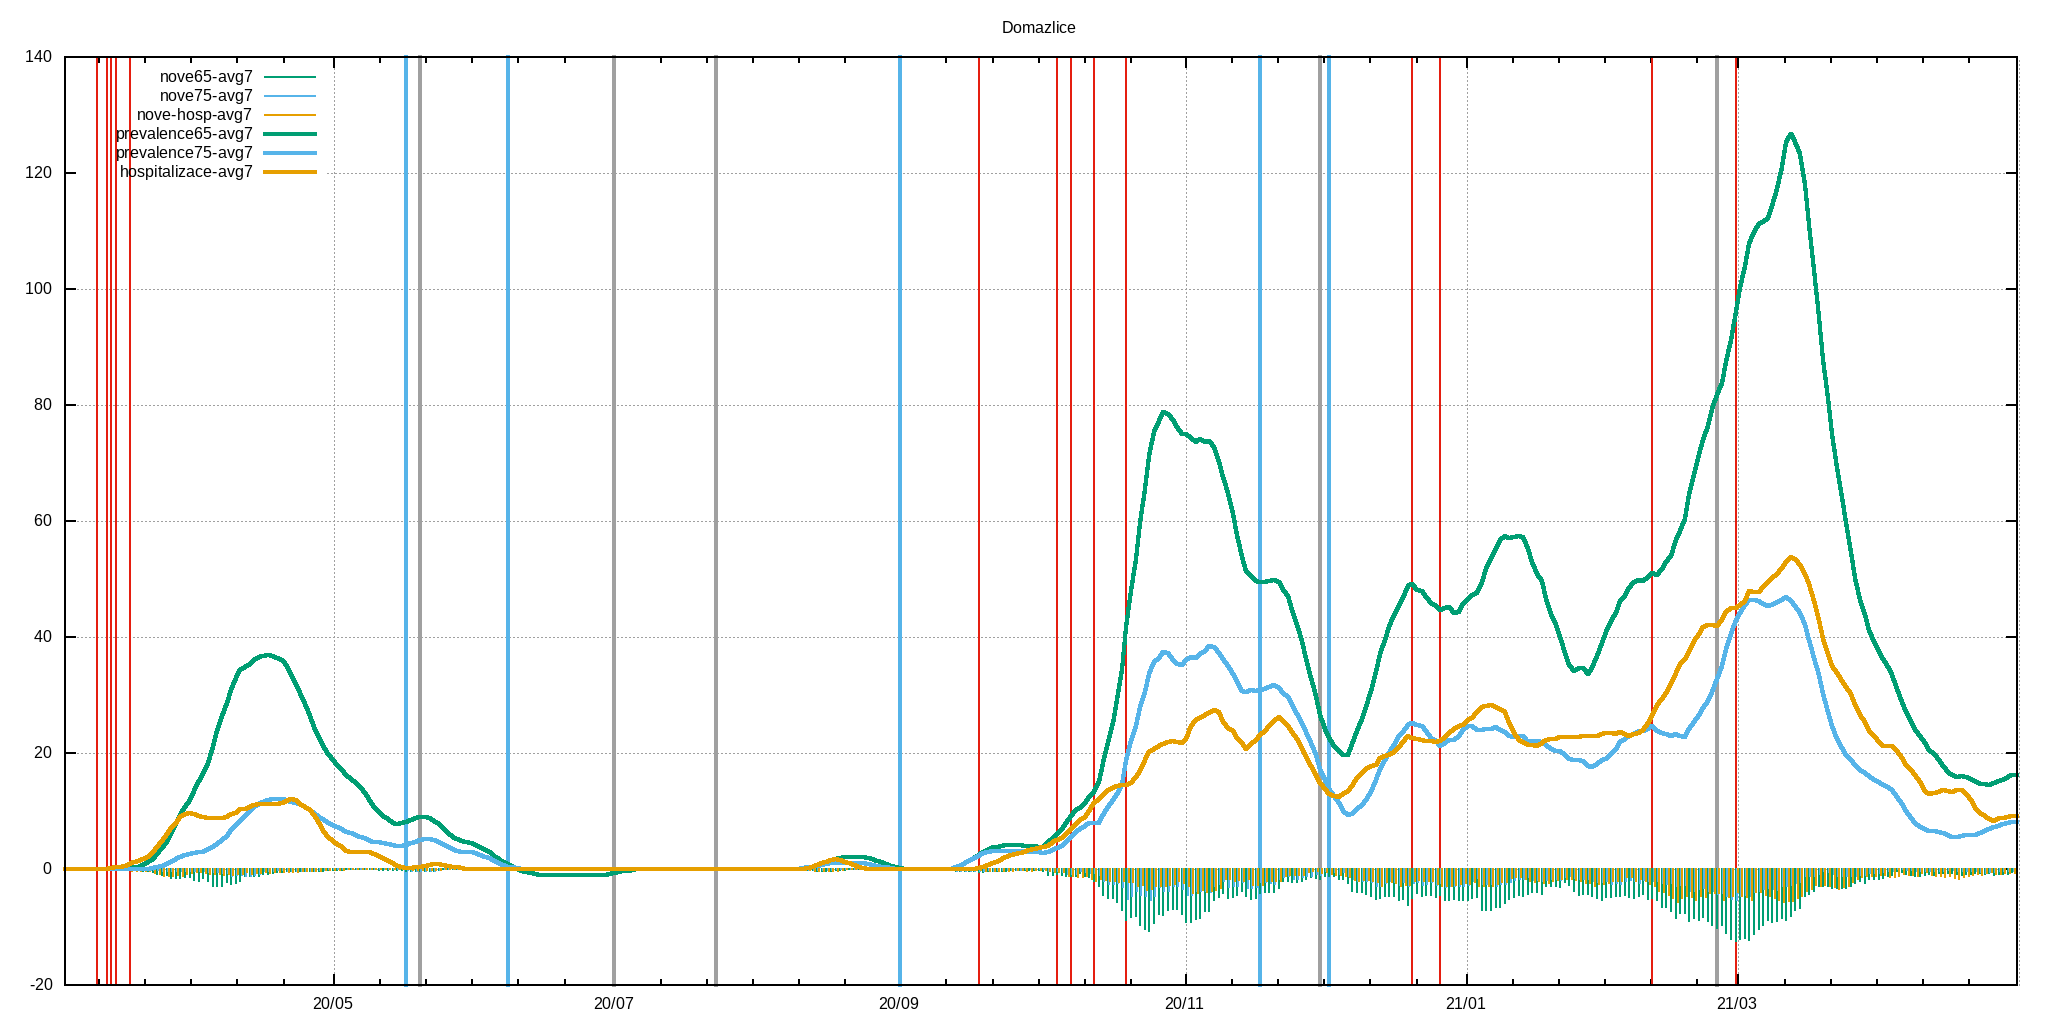 Domazlice
140
120
100
80
60
40
20
0
-20
nove65-avg7
nove75-avg7
nove-hosp-avg7
prevalence65-avg7
prevalence75-avg7
hospitalizace-avg7
20/05 20/07 20/09 20/11 21/01 21/03